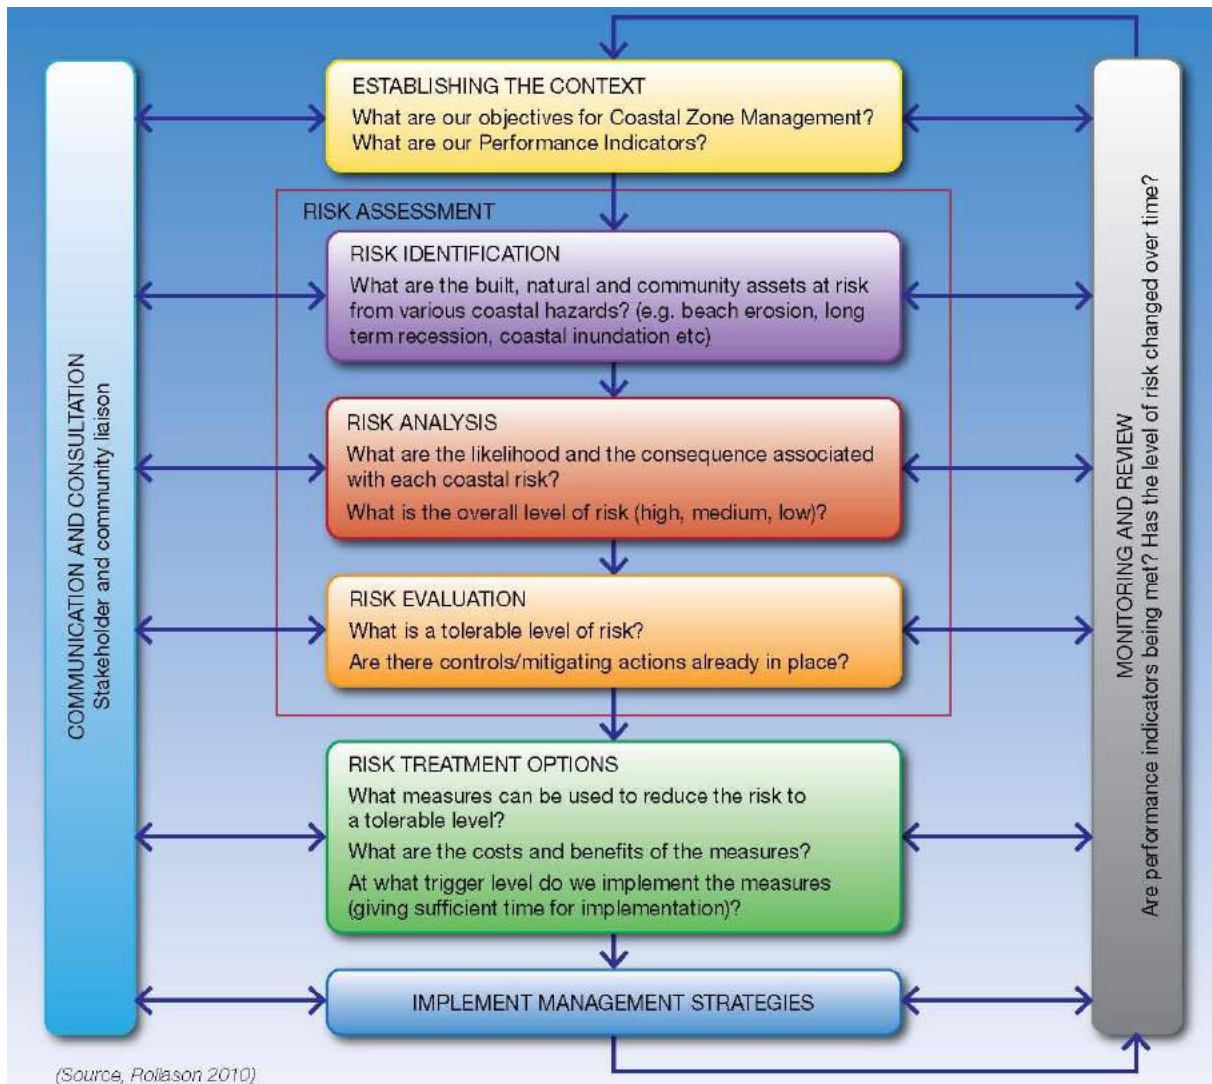 ESTABLISHING THE CONTEXT
What are our objectives for Coastal Zone Management?
What are our Performance Indicators?
RISK ASSESSMENT
RISK IDENTIFICATION
What are the built, natural and community assets at risk
from various coastal hazards? (e.g. beach erosion, long
term recession, coastal inundation etc)
RISK ANALYSIS
What are the likelihood and the consequence associated
with each coastal risk?
What is the overall level of risk (high, medium, low)?
RISK EVALUATION
What is a tolerable level of risk?
Are there controls/mitigating actions already in place?
RISK TREATMENT OPTIONS
What measures can be used to reduce the risk to
a tolerable level?
What are the costs and benefits of the measures?
At what trigger level do we implement the measures
(giving sufficient time for implementation)?
IMPLEMENT MANAGEMENT STRATEGIES
COMMUNICATION AND CONSULTATION
Stakeholder and community liaison
MONITORING AND REVIEW
Are performance indicators being met? Has the level of risk changed over time?
(Source, Rollason 2010)